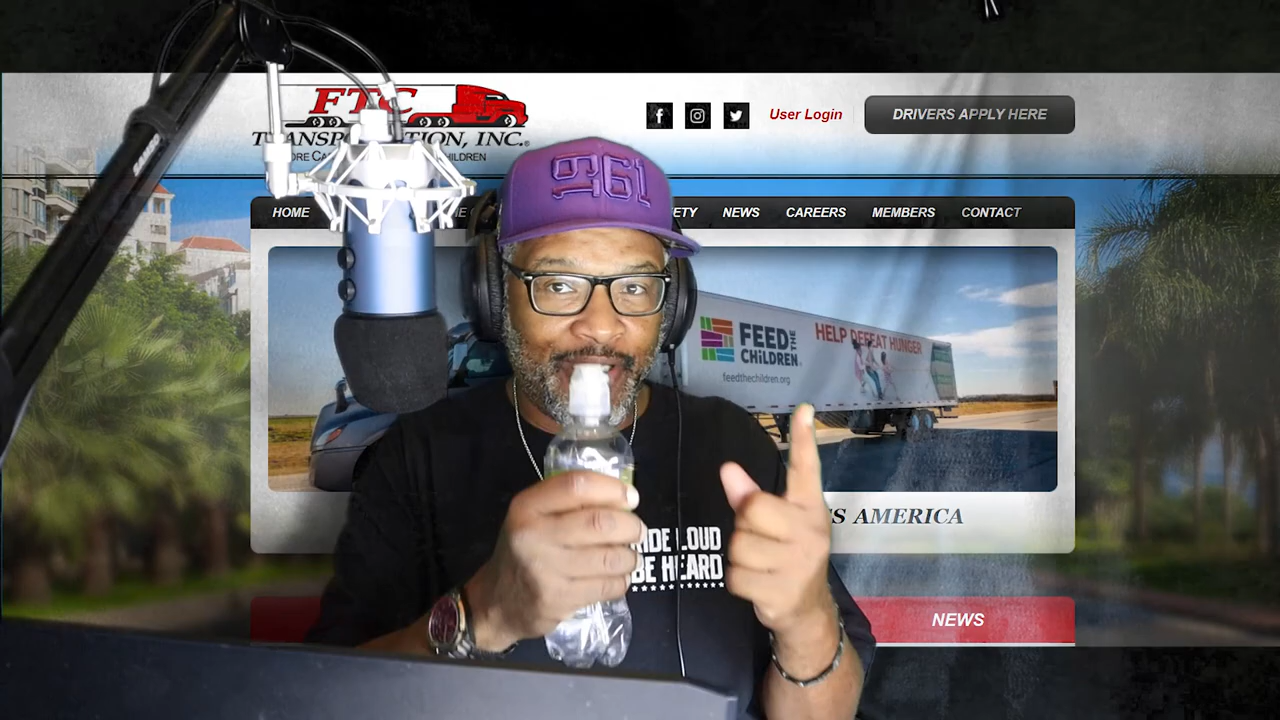 FTC
User Login
DRIVERS APPLY HERE
HOME
NEWS
CAREERS
MEMBERS
CONTACT
FEED THE CHILDREN
feedthechildren.org
HELP DEFEAT HUNGER
AMERICA
RIDE LOUD
BE HEARD
NEWS